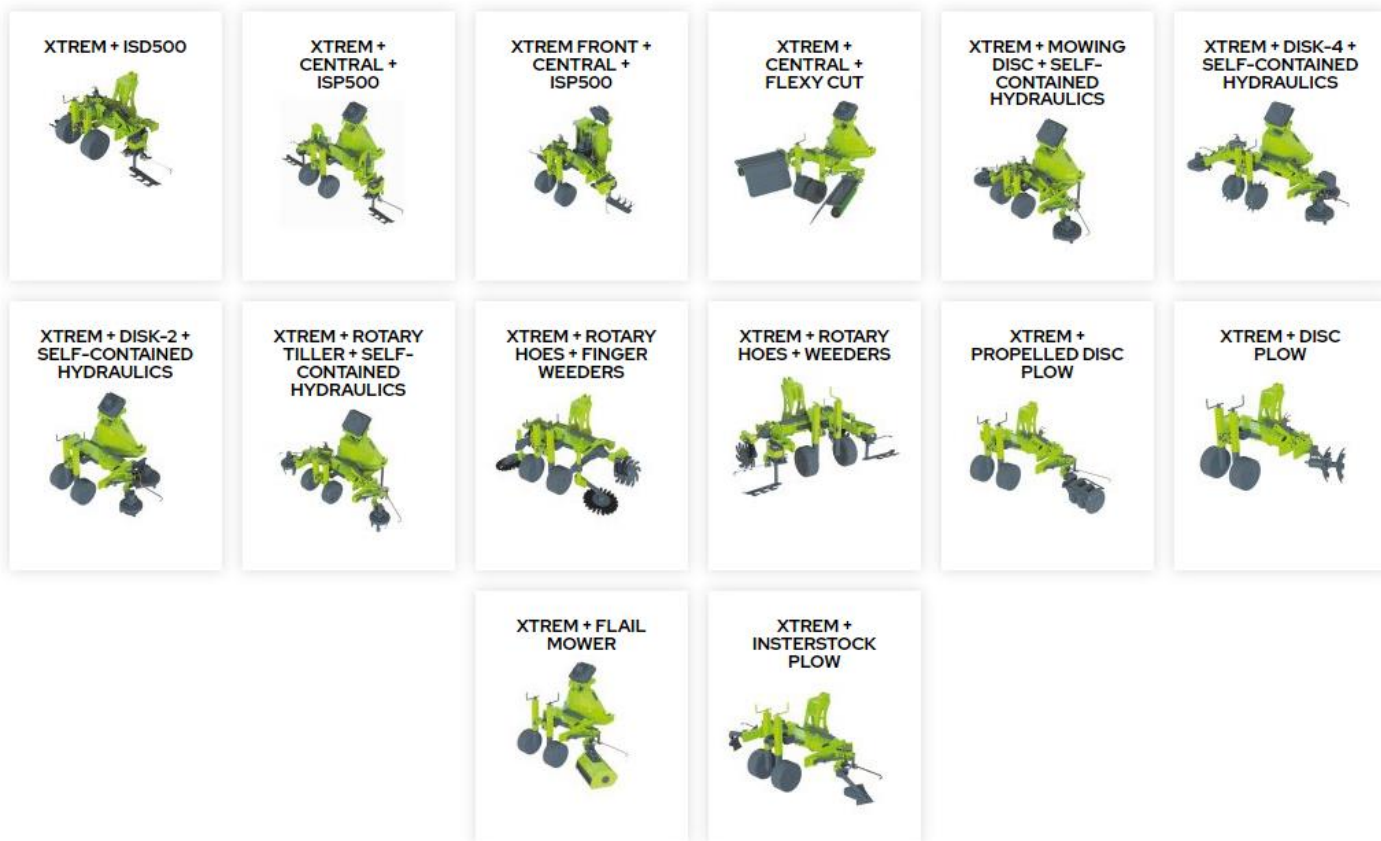 XTREM + ISD500
XTREM +
CENTRAL +
ISP500
XTREM FRONT +
CENTRAL +
ISP500
XTREM +
CENTRAL +
FLEXY CUT
XTREM + MOWING
DISC + SELF-
CONTAINED
HYDRAULICS
XTREM + DISK-4 +
SELF-CONTAINED
HYDRAULICS
XTREM + DISK-2 +
SELF-CONTAINED
HYDRAULICS
XTREM + ROTARY
TILLER + SELF-
CONTAINED
HYDRAULICS
XTREM + ROTARY
HOES + FINGER
WEEDERS
XTREM + ROTARY
HOES + WEEDERS
XTREM +
PROPELLED DISC
PLOW
XTREM + DISC
PLOW
XTREM + FLAIL
MOWER
XTREM +
INSTERSTOCK
PLOW